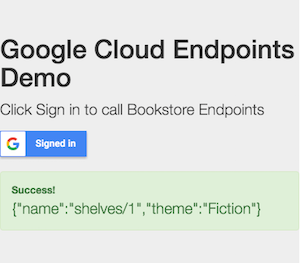 Google Cloud Endpoints
Demo
Click Sign in to call Bookstore Endpoints
G Signed in
Success!
{"name":"shelves/1","theme":"Fiction"}